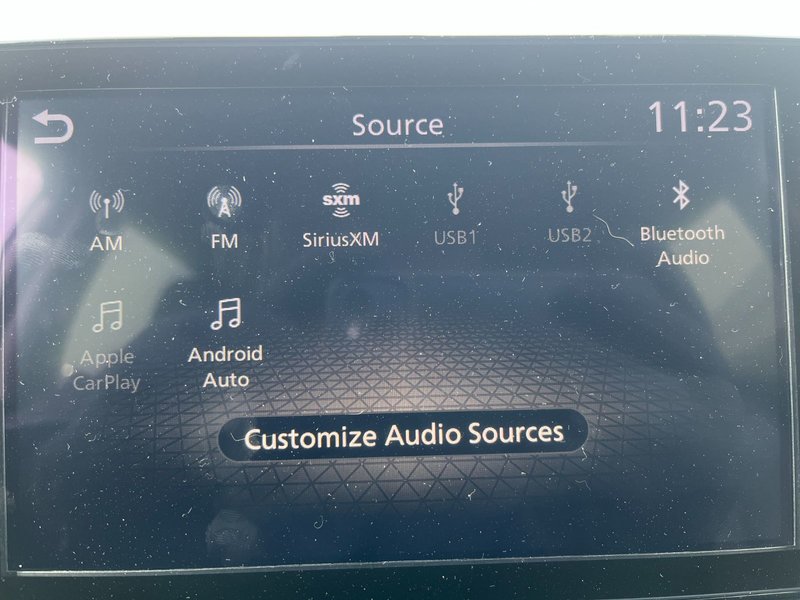 Source
11:23
AM
FM
sxm
SiriusXM
USB1
USB2
Bluetooth
Audio
Apple
CarPlay
Android
Auto
Customize Audio Sources